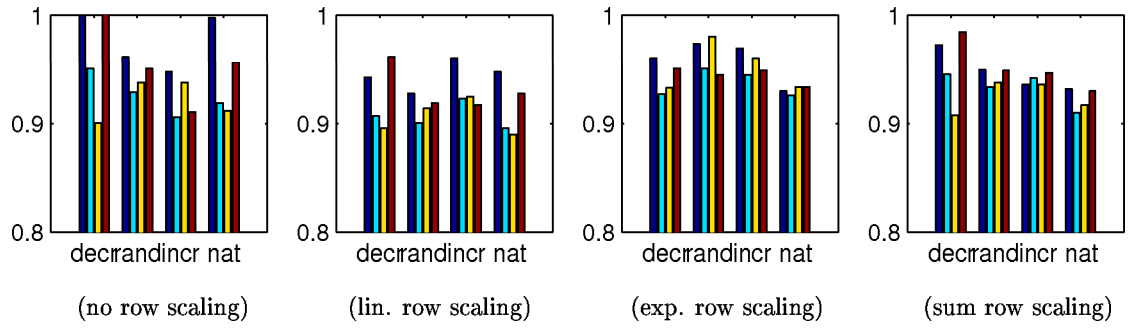 1 1 1 1
0.9 0.9 0.9 0.9
0.8 0.8 0.8 0.8
decrrandincr nat decrrandincr nat decrrandincr nat decrrandincr nat
(no row scaling) (lin. row scaling) (exp. row scaling) (sum row scaling)